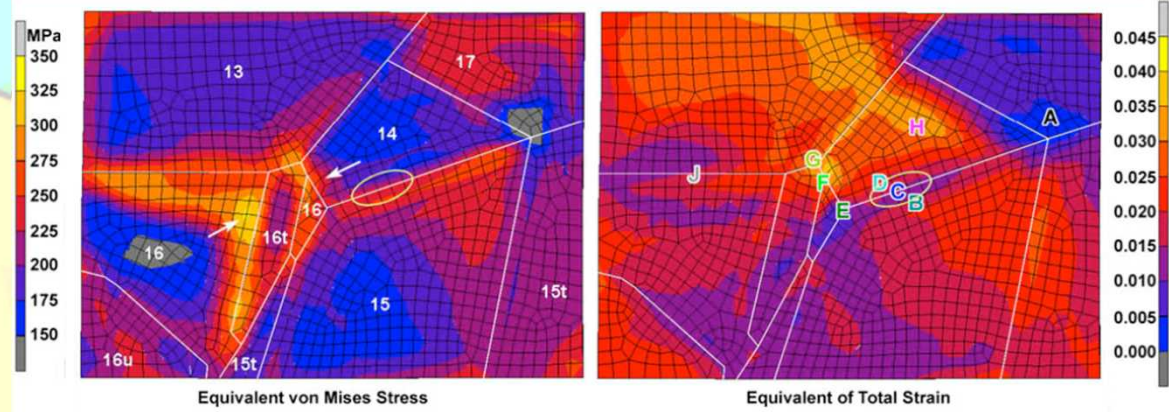 MPa
350
325
300
275
250
225
200
175
150
13
17
14
16
16t
16
15
15t
15t
16u
Equivalent von Mises Stress
A
H
G
F
J
D
C
B
E
0.045
0.040
0.035
0.030
0.025
0.020
0.015
0.010
0.005
0.000
Equivalent of Total Strain